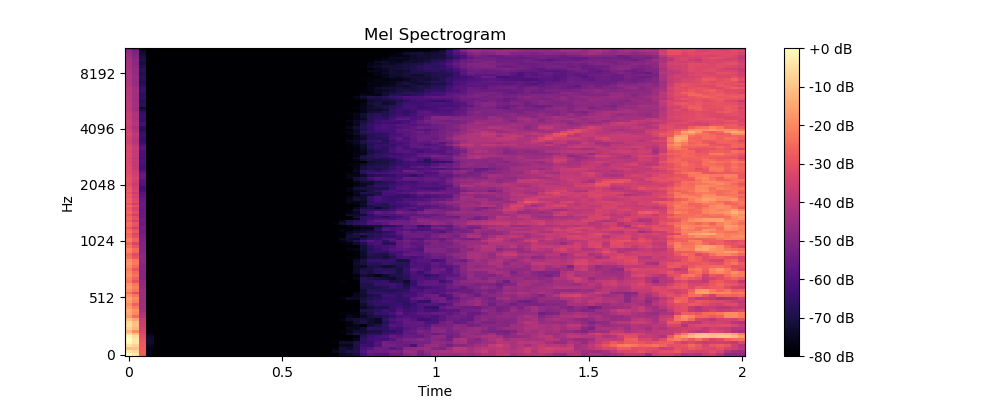 Mel Spectrogram
Hz
8192
4096
2048
1024
512
0
0
0.5
1
1.5
2
Time
+0 dB
-10 dB
-20 dB
-30 dB
-40 dB
-50 dB
-60 dB
-70 dB
-80 dB